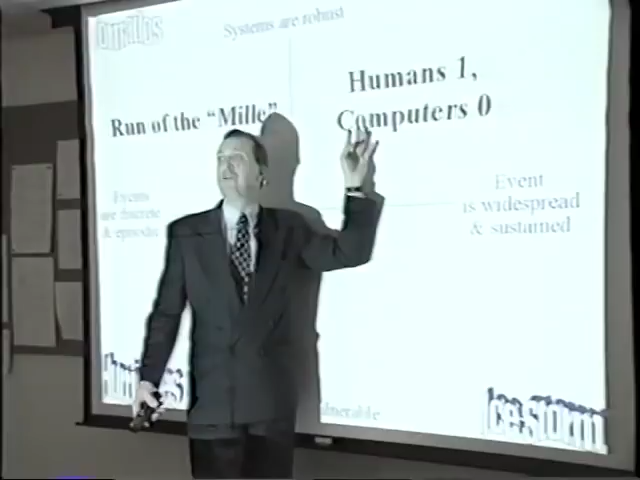 Systems are robust
Humans 1,
Computers 0
Run of the “Mille”
Events
are discrete
& episodic
Event
is widespread
& sustained
Ice-storm